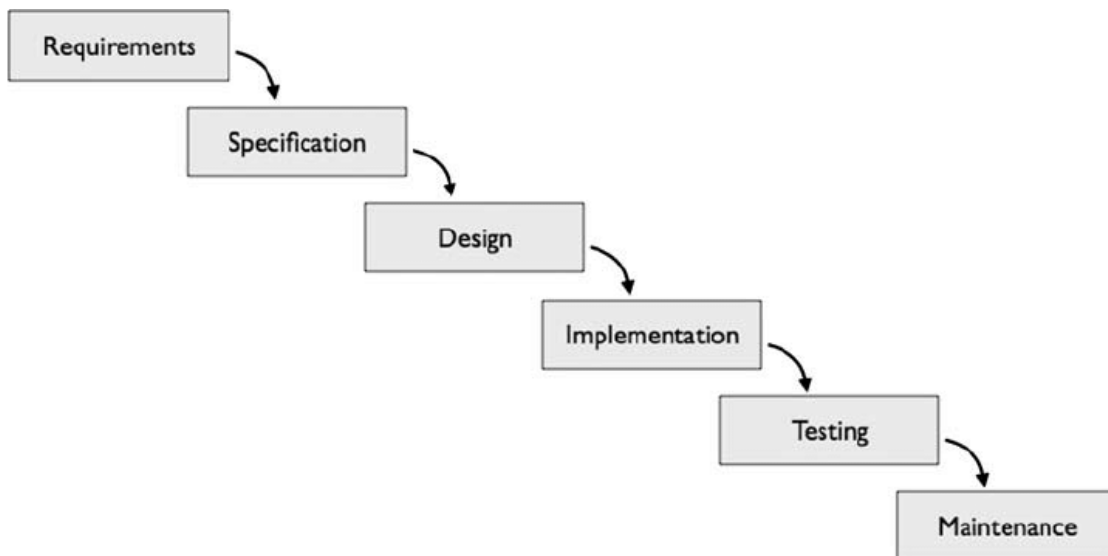 Requirements
Specification
Design
Implementation
Testing
Maintenance